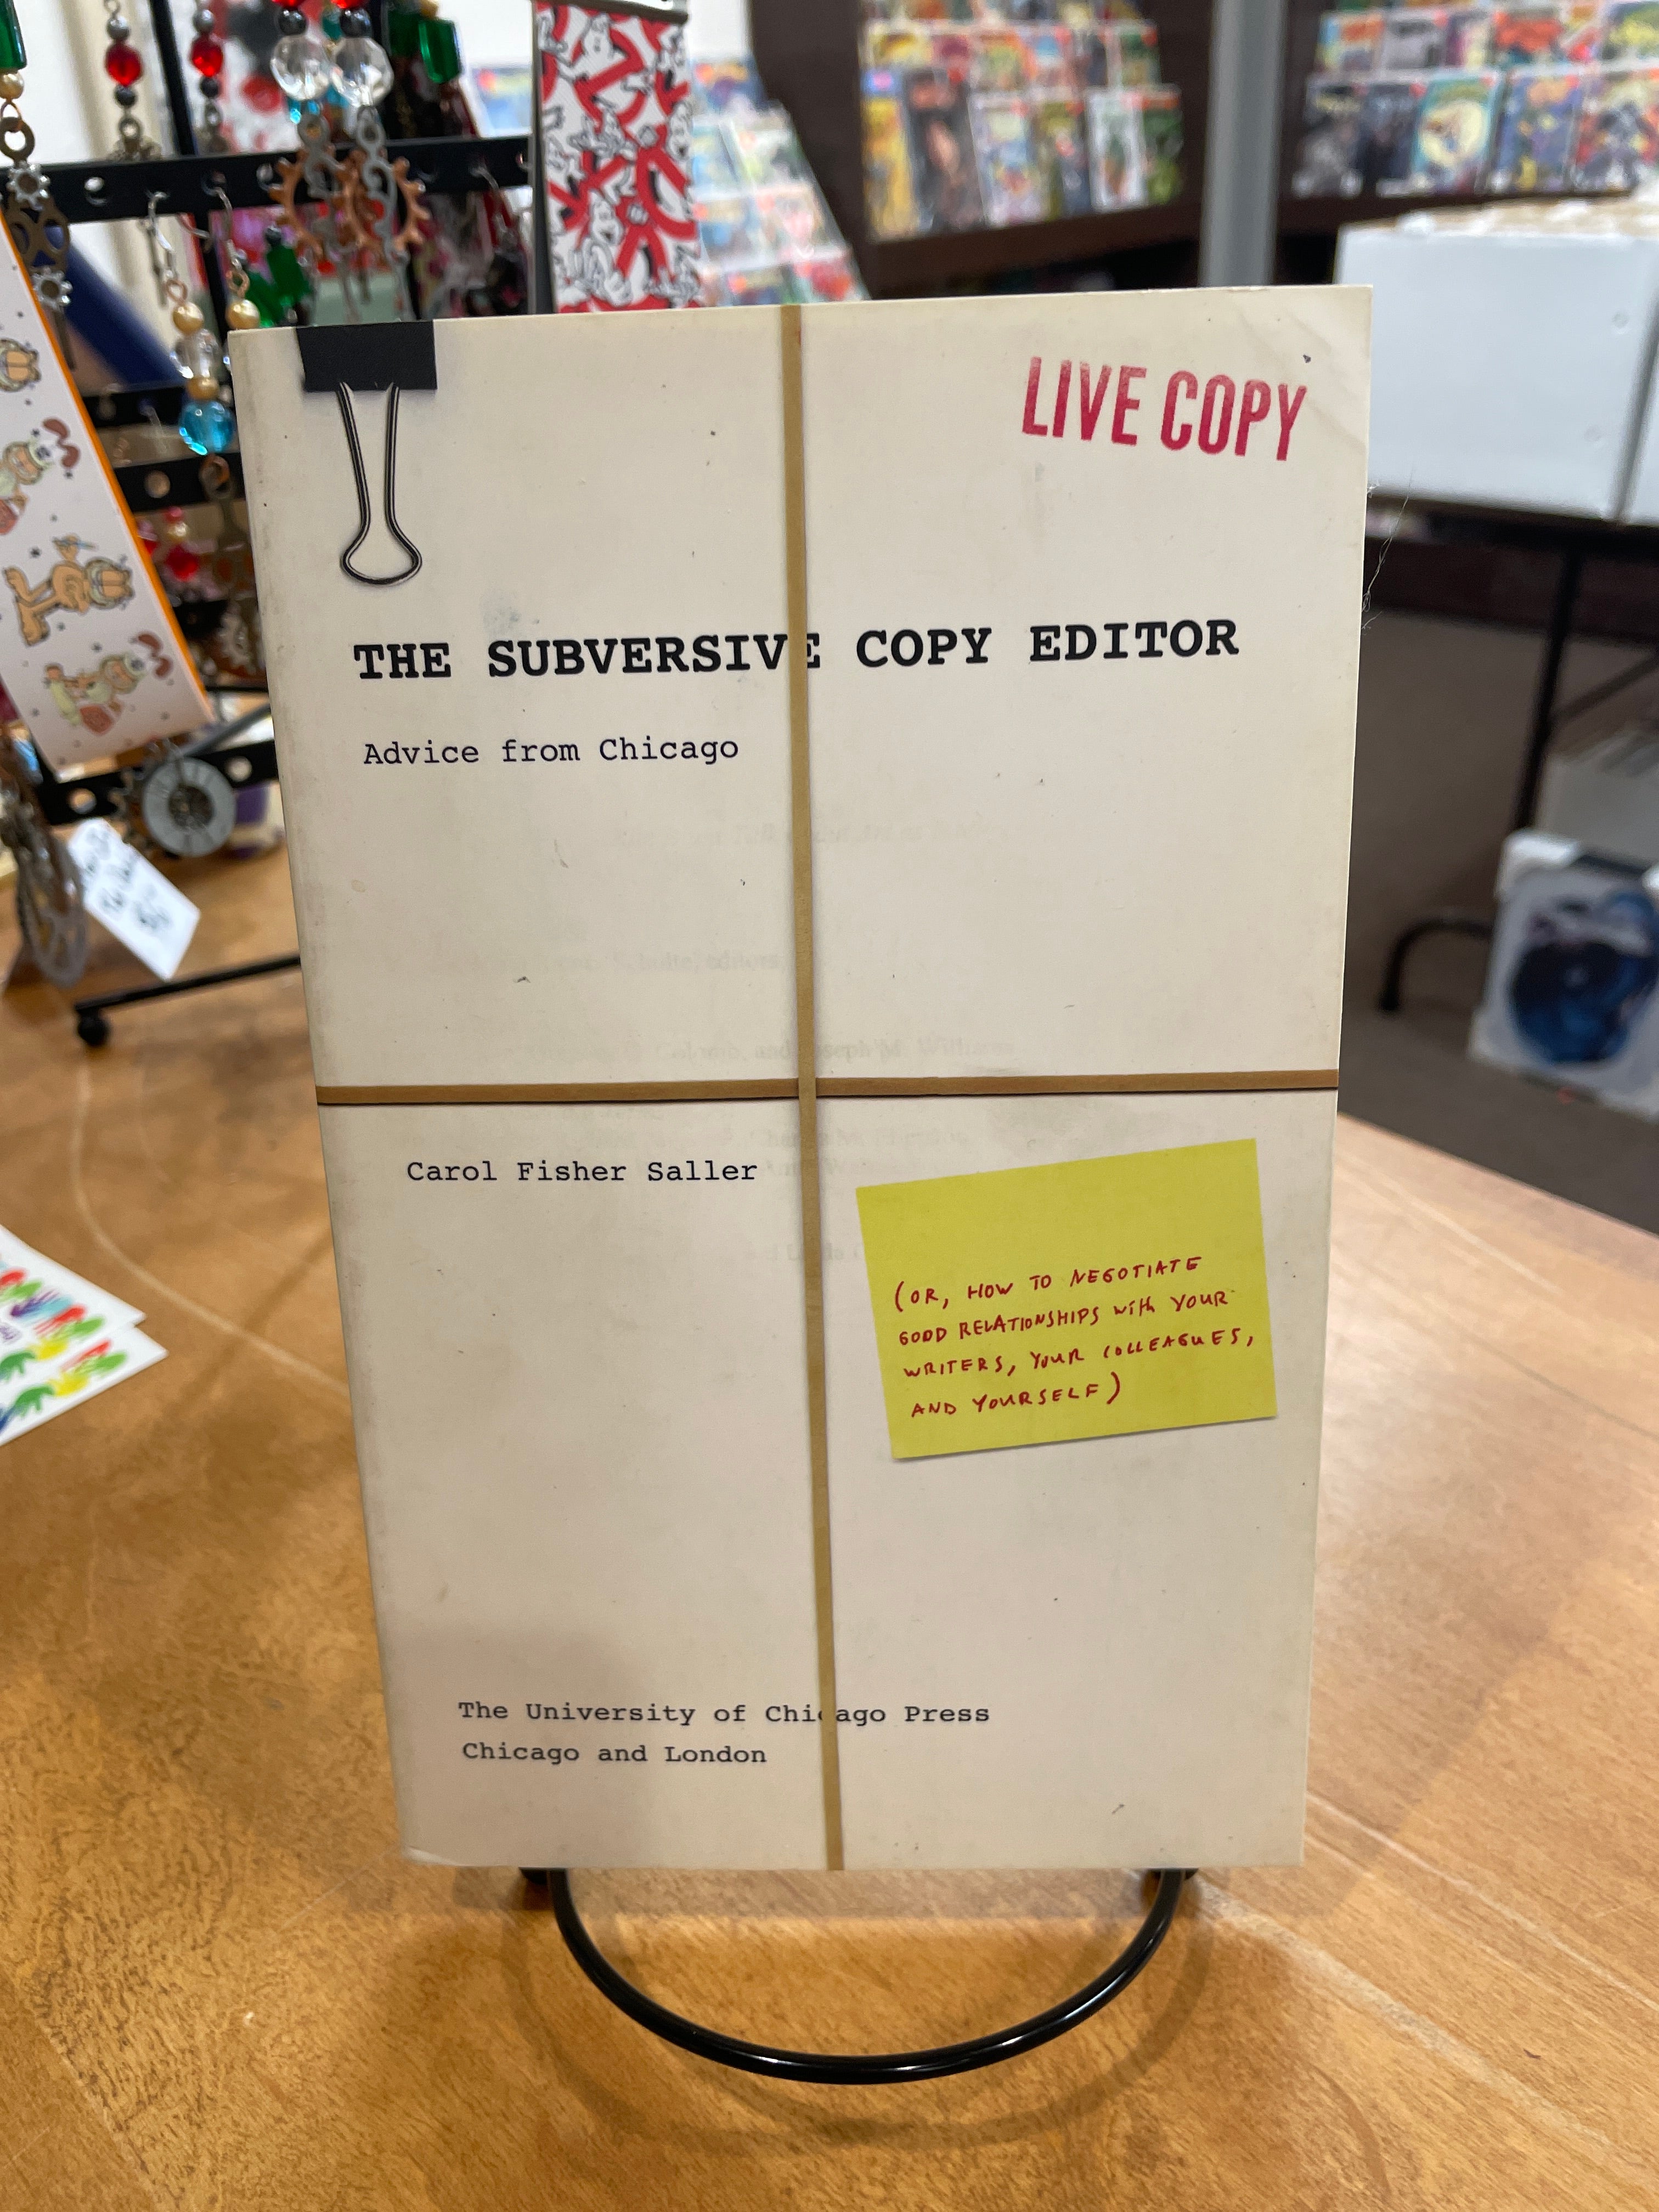 LIVE COPY
THE SUBVERSIVE COPY EDITOR
Advice from Chicago
Carol Fisher Saller
(OR, HOW TO NEGOTIATE
GOOD RELATIONSHIPS with YOUR
WRITERS, YOUR COLLEAGUES,
AND YOURSELF)
The University of Chicago Press
Chicago and London